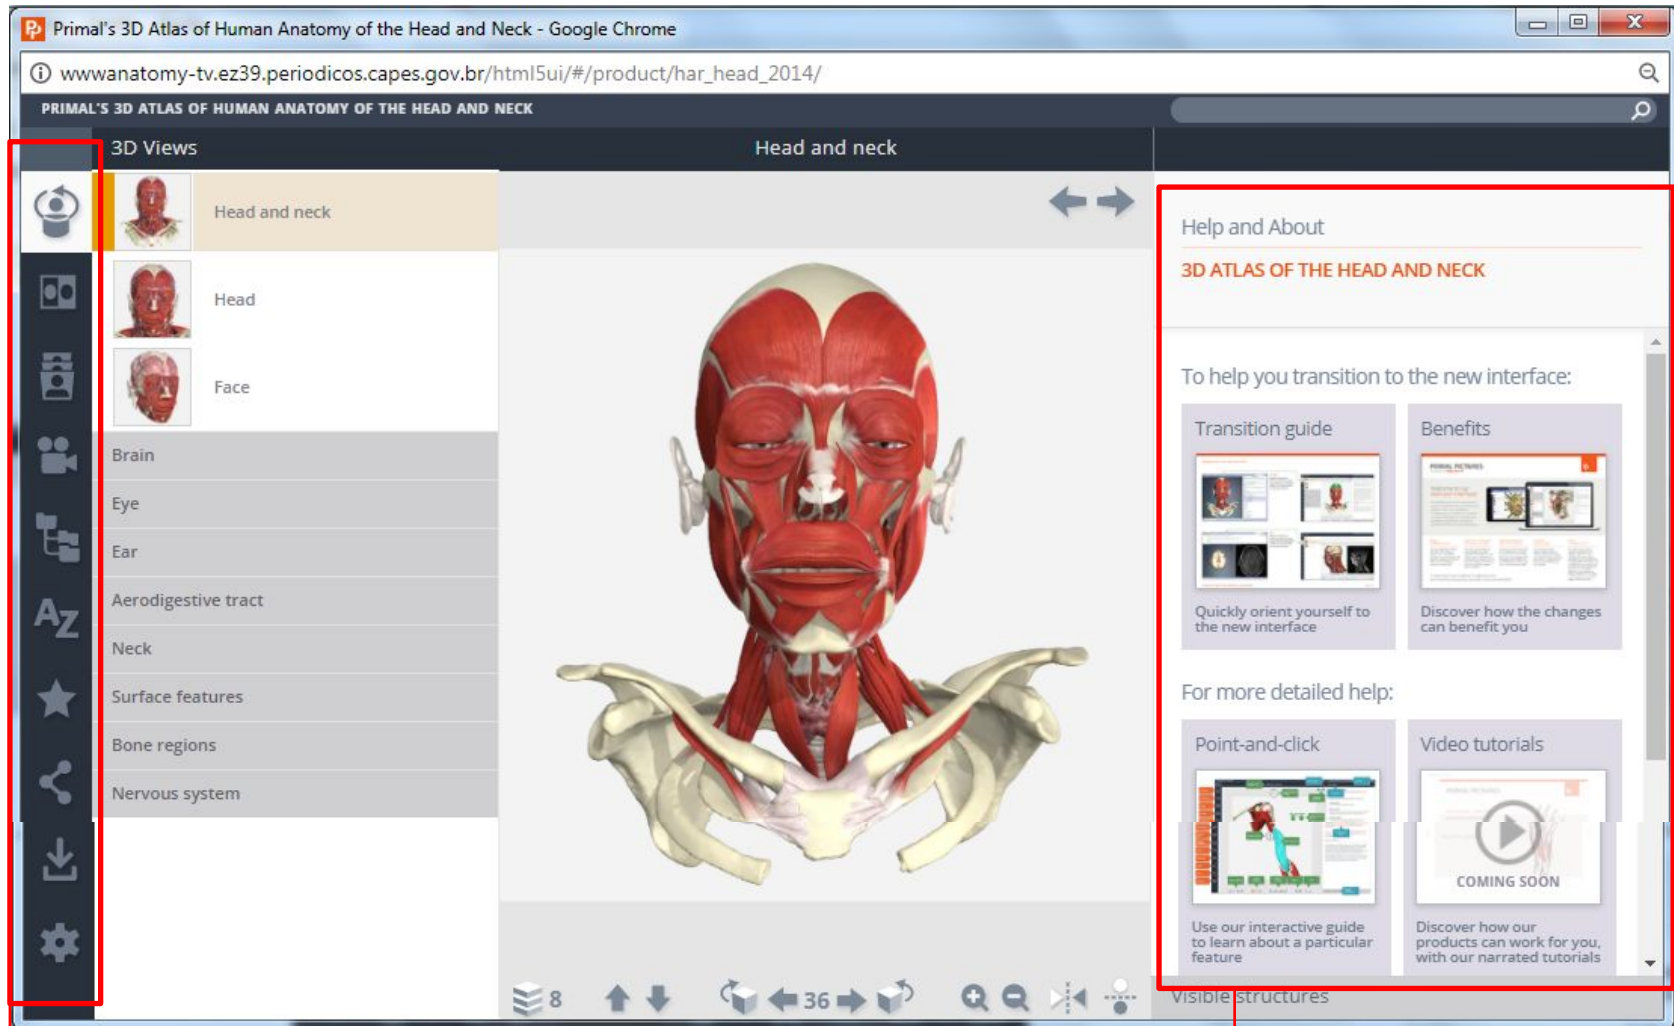 Primal's 3D Atlas of Human Anatomy of the Head and Neck - Google Chrome
wwwanatomy-tv.ez39.periodicos.capes.gov.br/html5ui/#/product/har_head_2014/
PRIMAL'S 3D ATLAS OF HUMAN ANATOMY OF THE HEAD AND NECK
3D Views
Head and neck
Head and neck
Head
Face
Brain
Eye
Ear
Aerodigestive tract
Neck
Surface features
Bone regions
Nervous system
AZ
8
36
Help and About
3D ATLAS OF THE HEAD AND NECK
To help you transition to the new interface:
Transition guide
Quickly orient yourself to
the new interface
Benefits
PRIMAL PICTURES
Discover how the changes
can benefit you
For more detailed help:
Point-and-click
Use our interactive guide
to learn about a particular
feature
Video tutorials
COMING SOON
Discover how our
products can work for you,
with our narrated tutorials
Visible structures